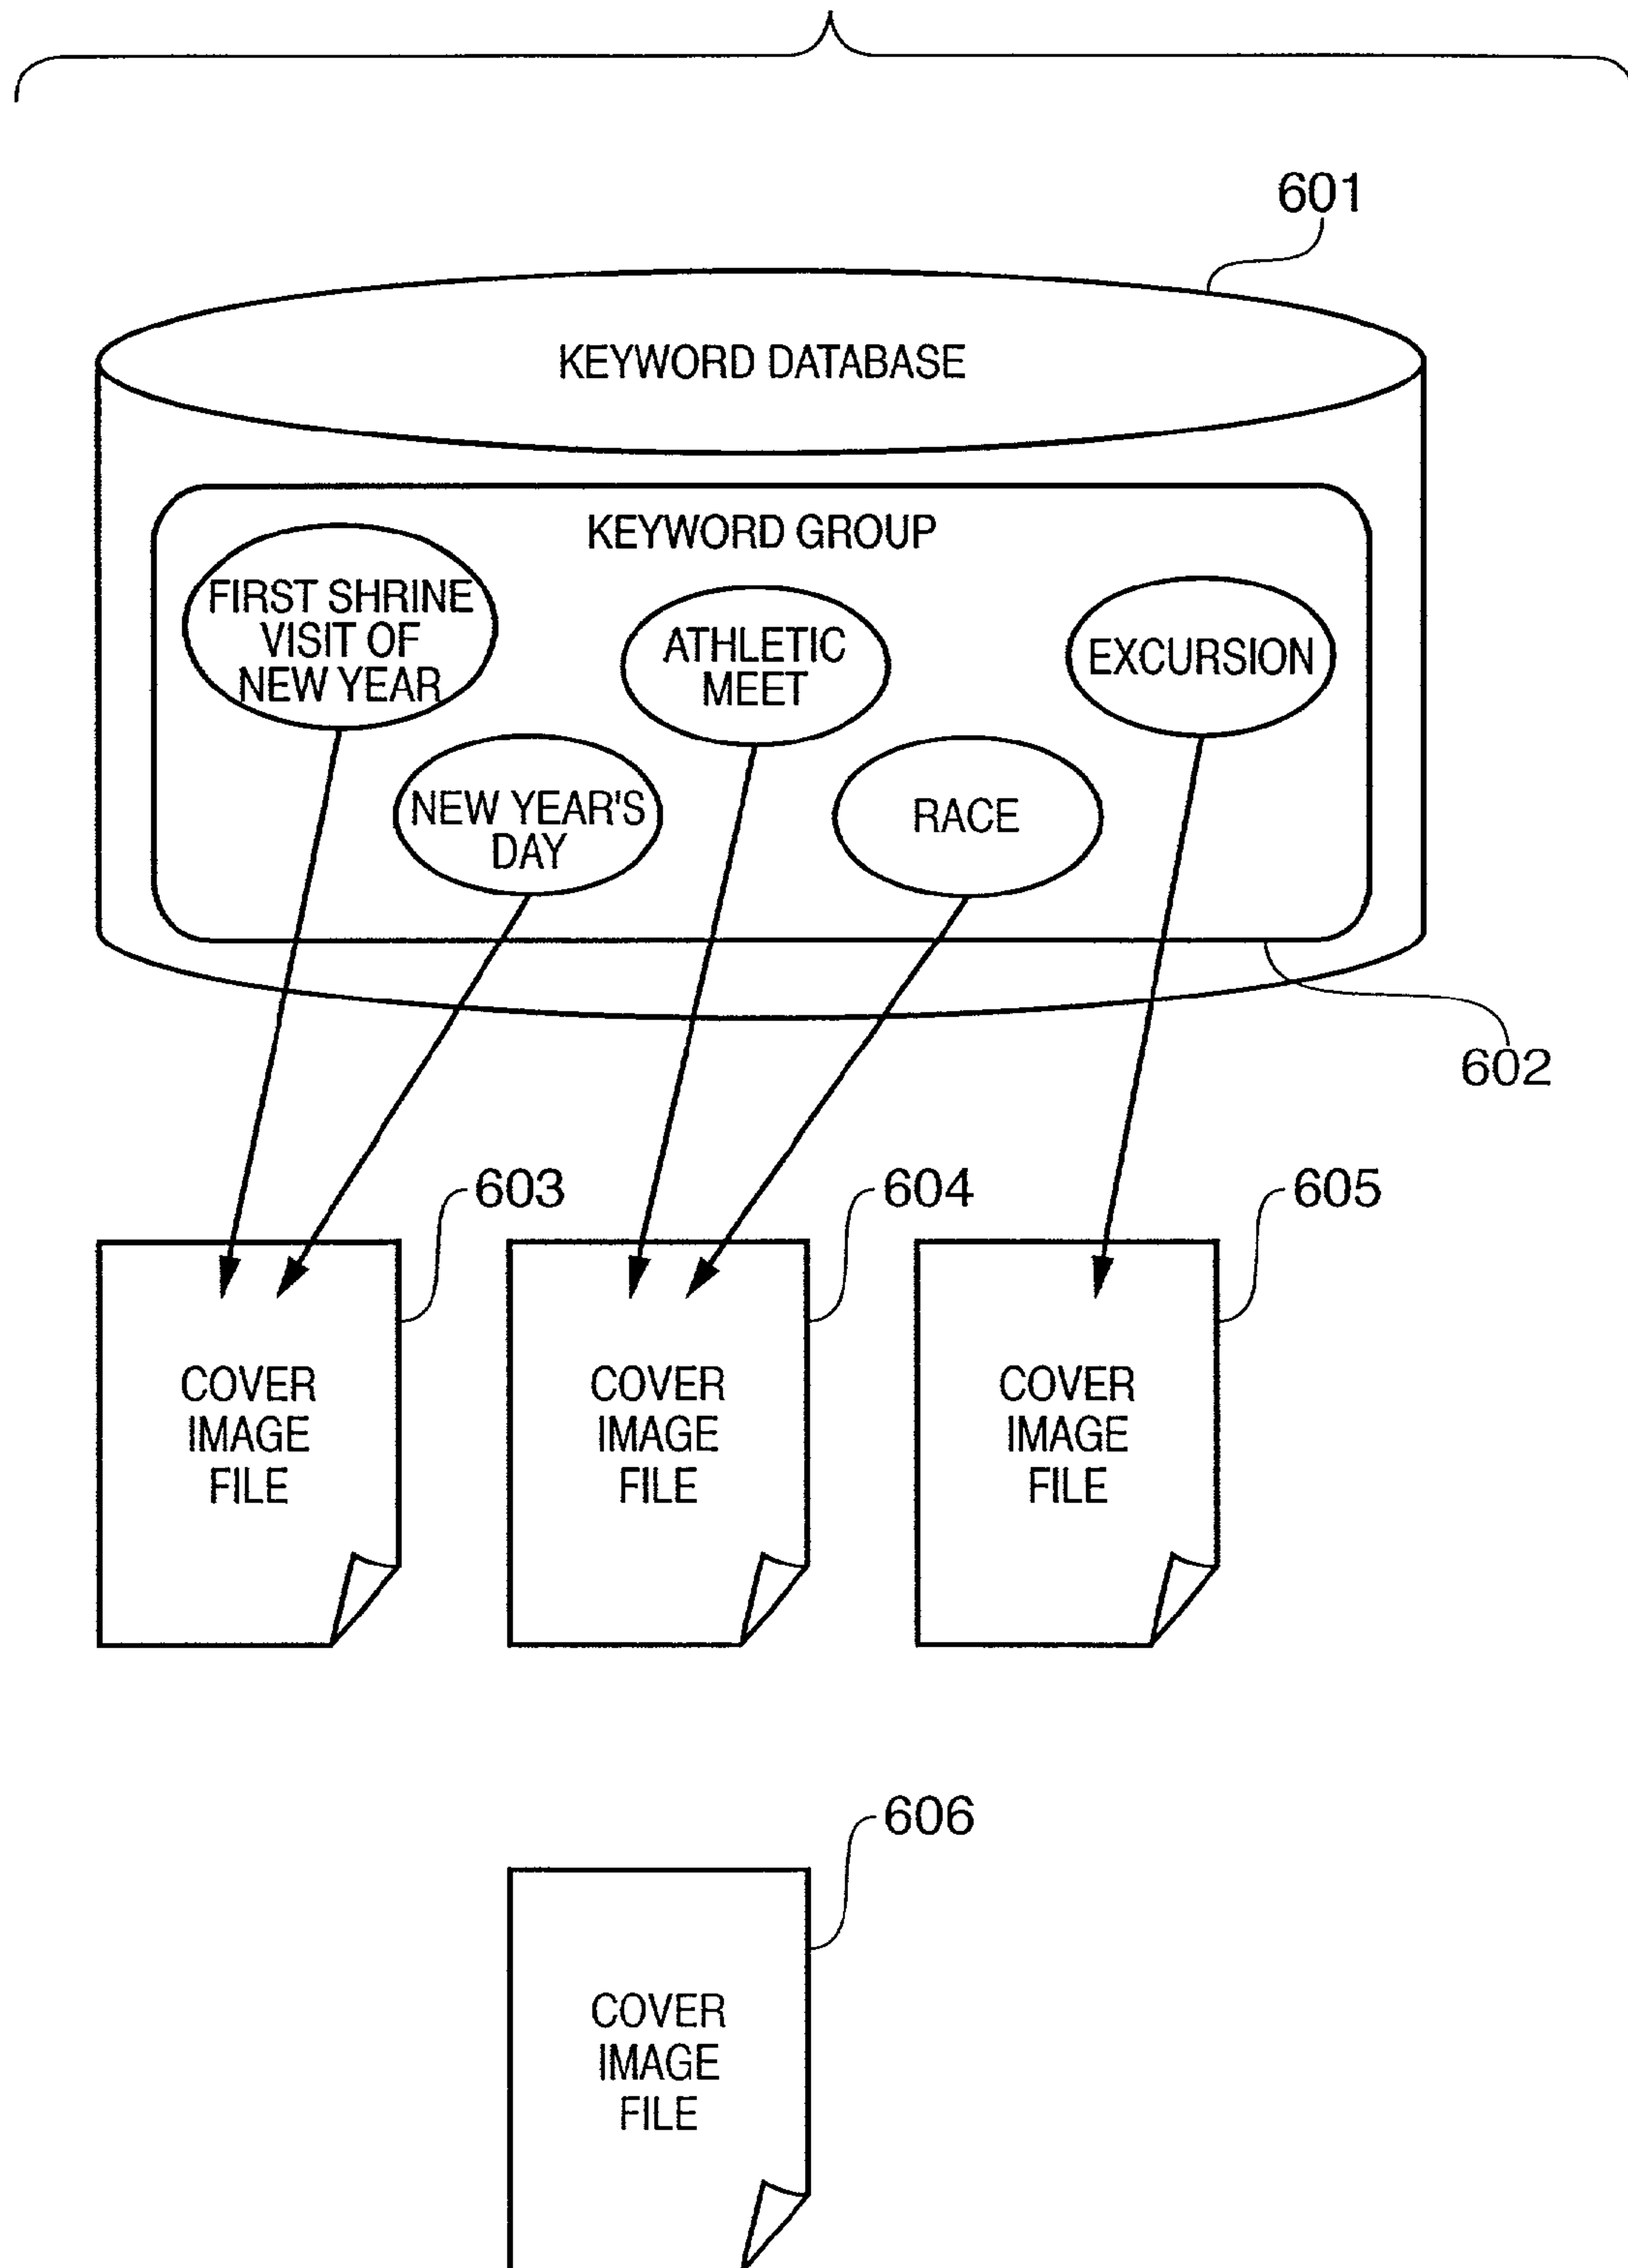 601
KEYWORD DATABASE
KEYWORD GROUP
FIRST SHRINE
VISIT OF
NEW YEAR
ATHLETIC
MEET
EXCURSION
NEW YEAR'S
DAY
RACE
602
603
604
605
COVER
IMAGE
FILE
COVER
IMAGE
FILE
COVER
IMAGE
FILE
606
COVER
IMAGE
FILE